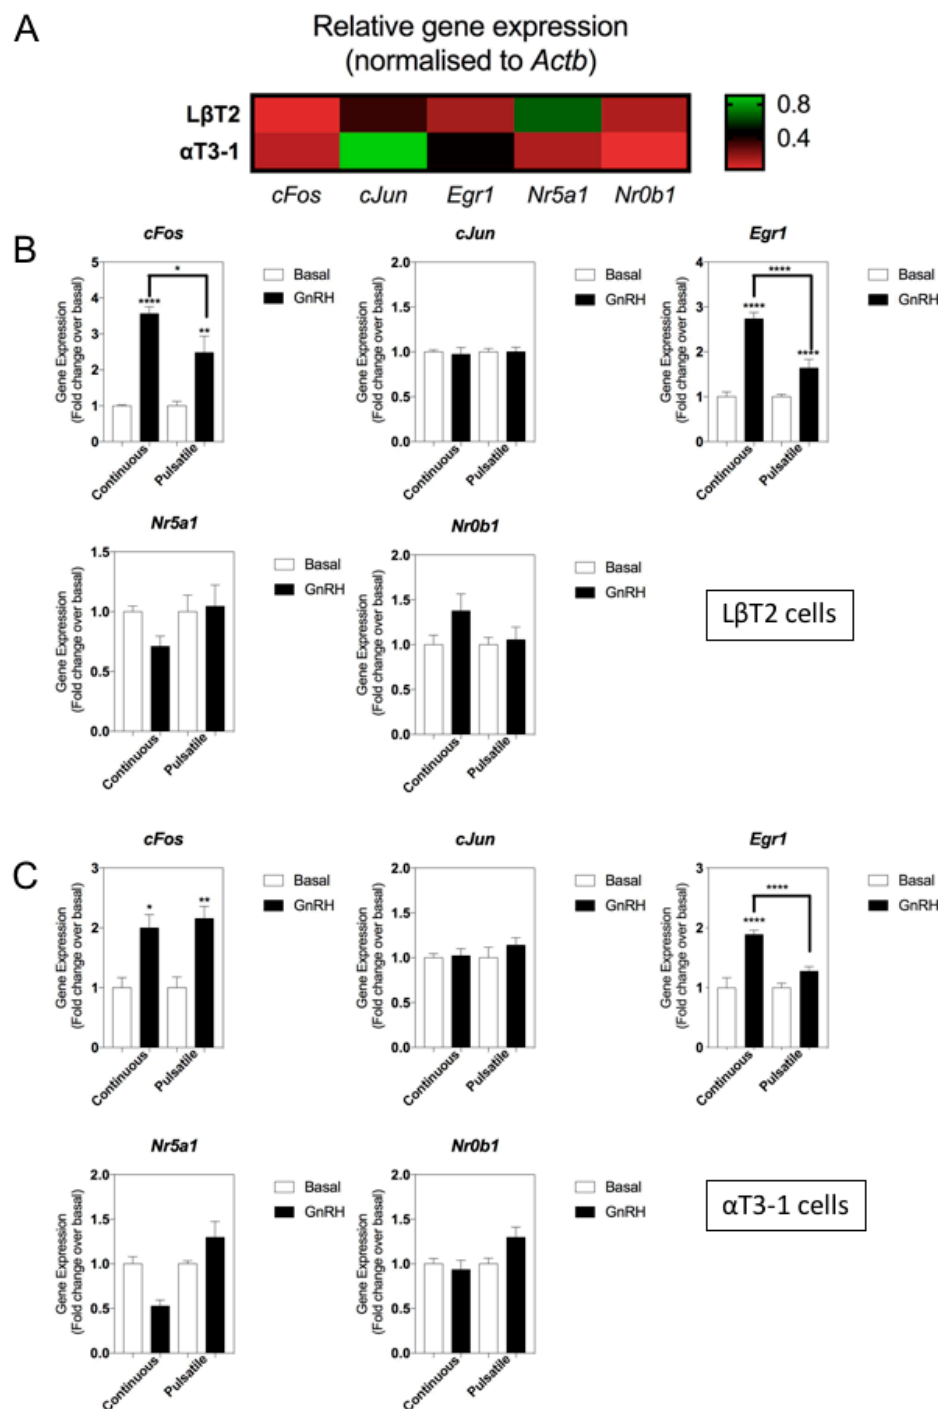 A
Relative gene expression
(normalised to Actb)
LβT2
αT3-1
0.8
0.4
cFos cJun Egr1 Nr5a1 Nr0b1
B
cFos
Gene Expression
(Fold change over basal)
5
4
3
2
1
0
*
****
**
Continuous
Pulsatile
Basal
GnRH
cJun
Gene Expression
(Fold change over basal)
2.0
1.5
1.0
0.5
0.0
Continuous
Pulsatile
Basal
GnRH
Egr1
Gene Expression
(Fold change over basal)
4
3
2
1
0
****
****
****
Continuous
Pulsatile
Basal
GnRH
Nr5a1
Gene Expression
(Fold change over basal)
1.5
1.0
0.5
0.0
Continuous
Pulsatile
Basal
GnRH
Nr0b1
Gene Expression
(Fold change over basal)
2.0
1.5
1.0
0.5
0.0
Continuous
Pulsatile
Basal
GnRH
LβT2 cells
C
cFos
Gene Expression
(Fold change over basal)
3
2
1
0
*
**
Continuous
Pulsatile
Basal
GnRH
cJun
Gene Expression
(Fold change over basal)
2.0
1.5
1.0
0.5
0.0
Continuous
Pulsatile
Basal
GnRH
Egr1
Gene Expression
(Fold change over basal)
3
2
1
0
****
****
Continuous
Pulsatile
Basal
GnRH
Nr5a1
Gene Expression
(Fold change over basal)
2.0
1.5
1.0
0.5
0.0
Continuous
Pulsatile
Basal
GnRH
Nr0b1
Gene Expression
(Fold change over basal)
2.0
1.5
1.0
0.5
0.0
Continuous
Pulsatile
Basal
GnRH
αT3-1 cells